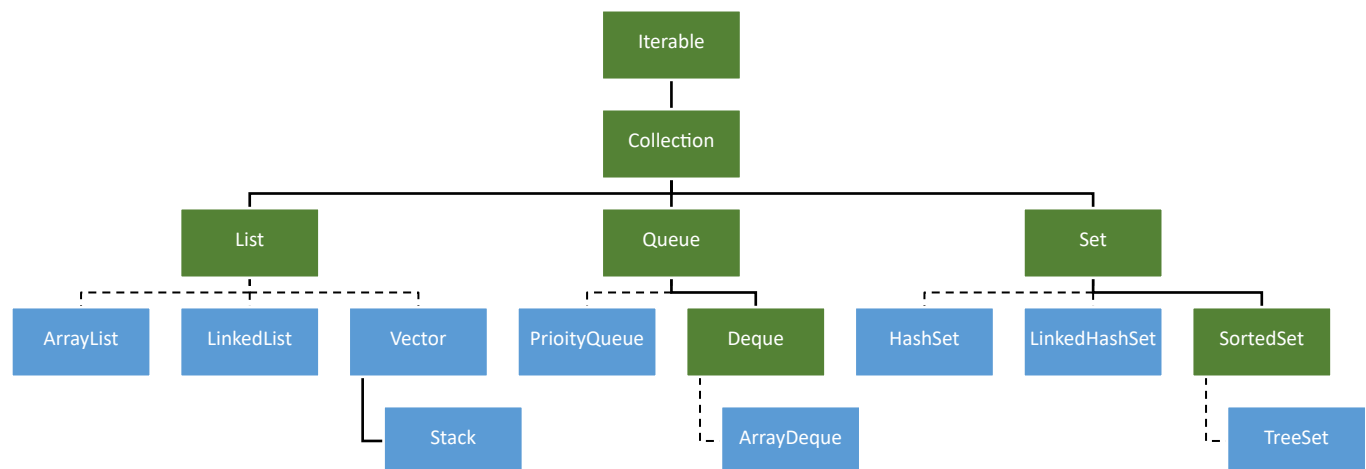 Iterable
Collection
List
Queue
Set
ArrayList
LinkedList
Vector
PrioityQueue
Deque
HashSet
LinkedHashSet
SortedSet
Stack
ArrayDeque
TreeSet